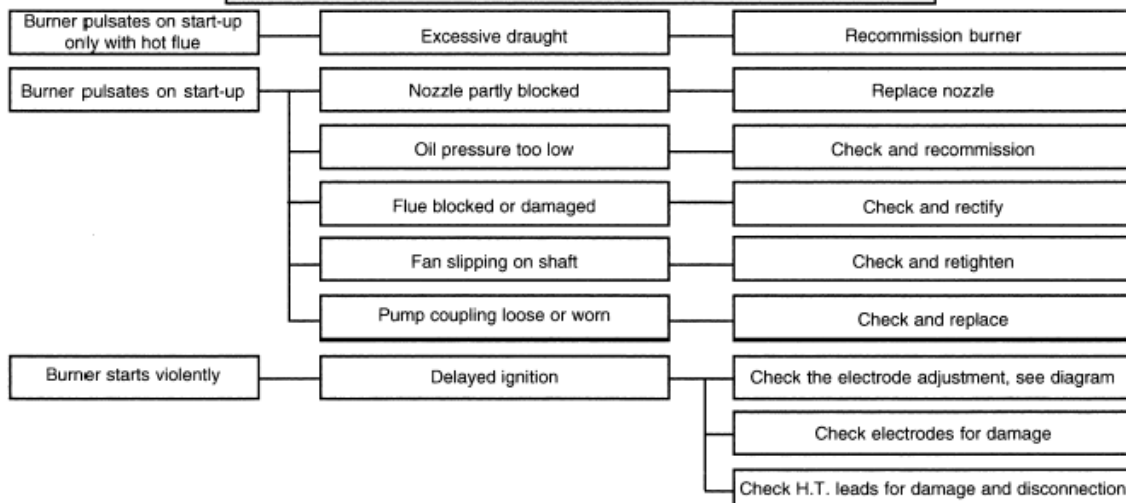 Burner pulsates on start-up
only with hot flue
Excessive draught
Recommission burner
Burner pulsates on start-up
Nozzle partly blocked
Replace nozzle
Oil pressure too low
Check and recommission
Flue blocked or damaged
Check and rectify
Fan slipping on shaft
Check and retighten
Pump coupling loose or worn
Check and replace
Burner starts violently
Delayed ignition
Check the electrode adjustment, see diagram
Check electrodes for damage
Check H.T. leads for damage and disconnection